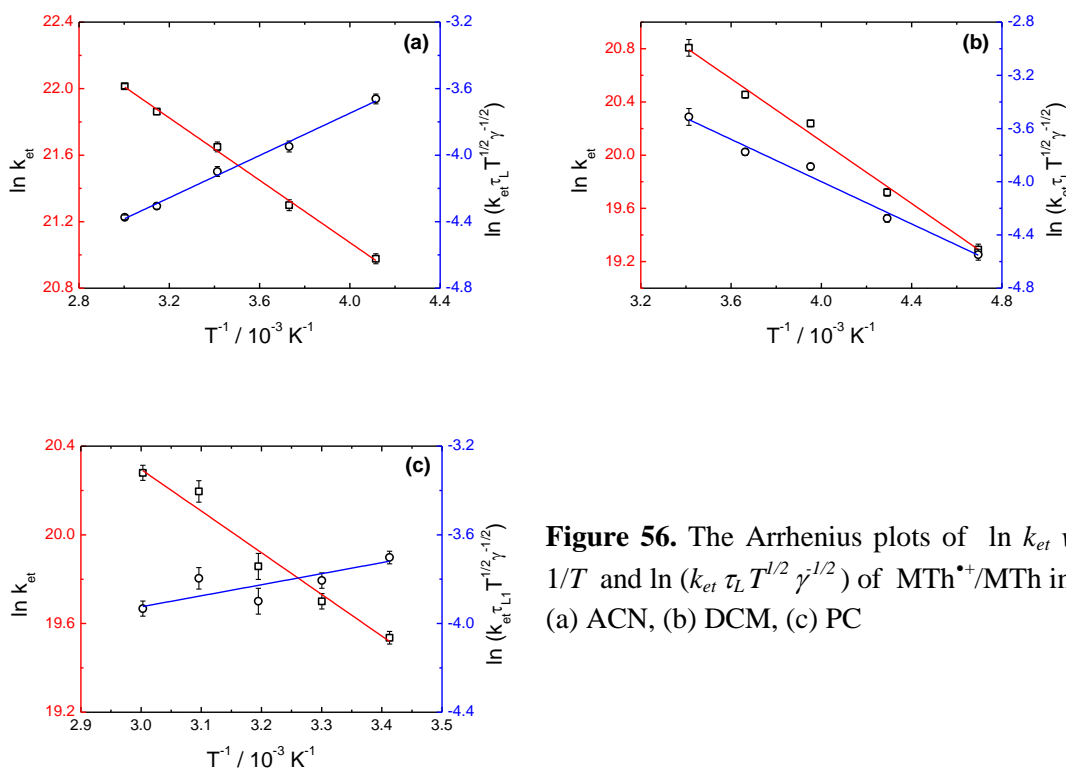 (a)
22.4
22.0
21.6
21.2
20.8
ln k_et
-3.2
-3.6
-4.0
-4.4
-4.8
ln (k_et τ_L T^1/2 γ^-1/2)
2.8 3.2 3.6 4.0 4.4
T^-1 / 10^-3 K^-1
(b)
20.8
20.4
20.0
19.6
19.2
ln k_et
-2.8
-3.2
-3.6
-4.0
-4.4
-4.8
ln (k_et τ_L T^1/2 γ^-1/2)
3.2 3.6 4.0 4.4 4.8
T^-1 / 10^-3 K^-1
(c)
20.4
20.0
19.6
19.2
ln k_et
-3.2
-3.6
-4.0
-4.4
ln (k_et τ_L1 T^1/2 γ^-1/2)
2.9 3.0 3.1 3.2 3.3 3.4 3.5
T^-1 / 10^-3 K^-1
Figure 56. The Arrhenius plots of ln k_et
1/T and ln (k_et τ_L T^1/2 γ^-1/2) of MTh•+/MTh in
(a) ACN, (b) DCM, (c) PC